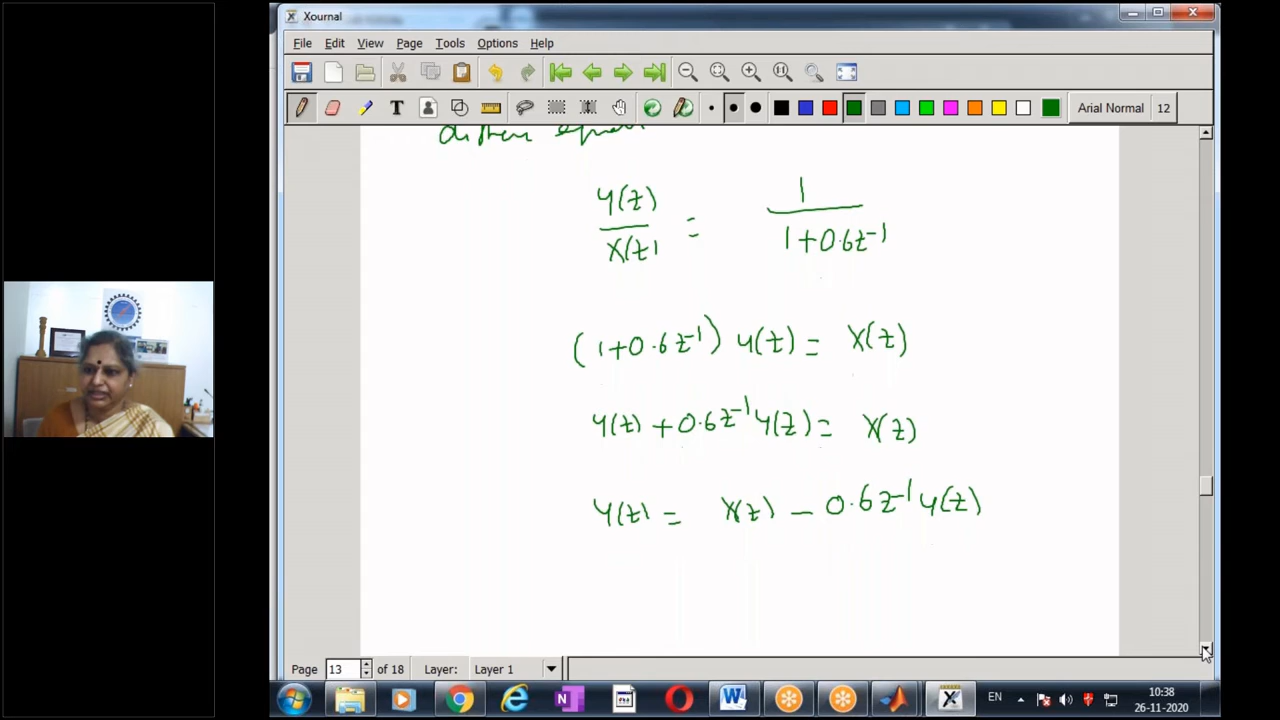 Xournal
File Edit View Page Tools Options Help
Arial Normal 12
Y(z)
X(z)
=
1
1+0.6z⁻¹
(1+0.6z⁻¹) Y(z) = X(z)
Y(z) + 0.6z⁻¹Y(z) = X(z)
Y(z) = X(z) - 0.6z⁻¹Y(z)
Page 13 of 18 Layer: Layer 1
EN
10:38
26-11-2020